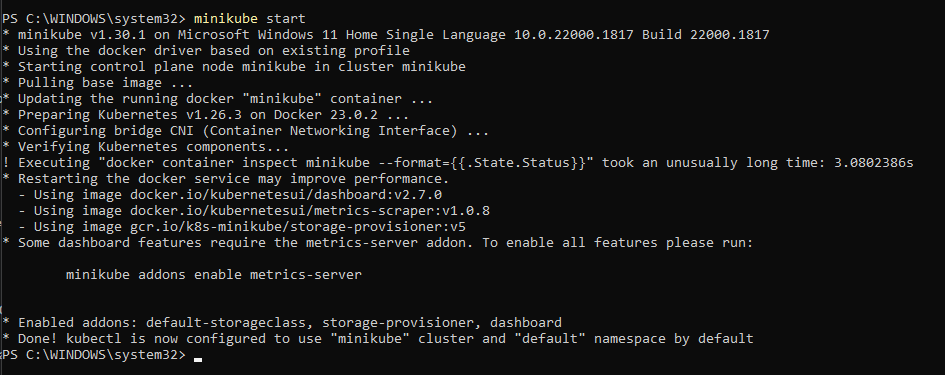 PS C:\WINDOWS\system32> minikube start
* minikube v1.30.1 on Microsoft Windows 11 Home Single Language 10.0.22000.1817 Build 22000.1817
* Using the docker driver based on existing profile
* Starting control plane node minikube in cluster minikube
* Pulling base image ...
* Updating the running docker "minikube" container ...
* Preparing Kubernetes v1.26.3 on Docker 23.0.2 ...
* Configuring bridge CNI (Container Networking Interface) ...
* Verifying Kubernetes components...
! Executing "docker container inspect minikube --format={{.State.Status}}" took an unusually long time: 3.0802386s
* Restarting the docker service may improve performance.
  - Using image docker.io/kubernetesui/dashboard:v2.7.0
  - Using image docker.io/kubernetesui/metrics-scraper:v1.0.8
  - Using image gcr.io/k8s-minikube/storage-provisioner:v5
* Some dashboard features require the metrics-server addon. To enable all features please run:
        minikube addons enable metrics-server
* Enabled addons: default-storageclass, storage-provisioner, dashboard
* Done! kubectl is now configured to use "minikube" cluster and "default" namespace by default
PS C:\WINDOWS\system32> _